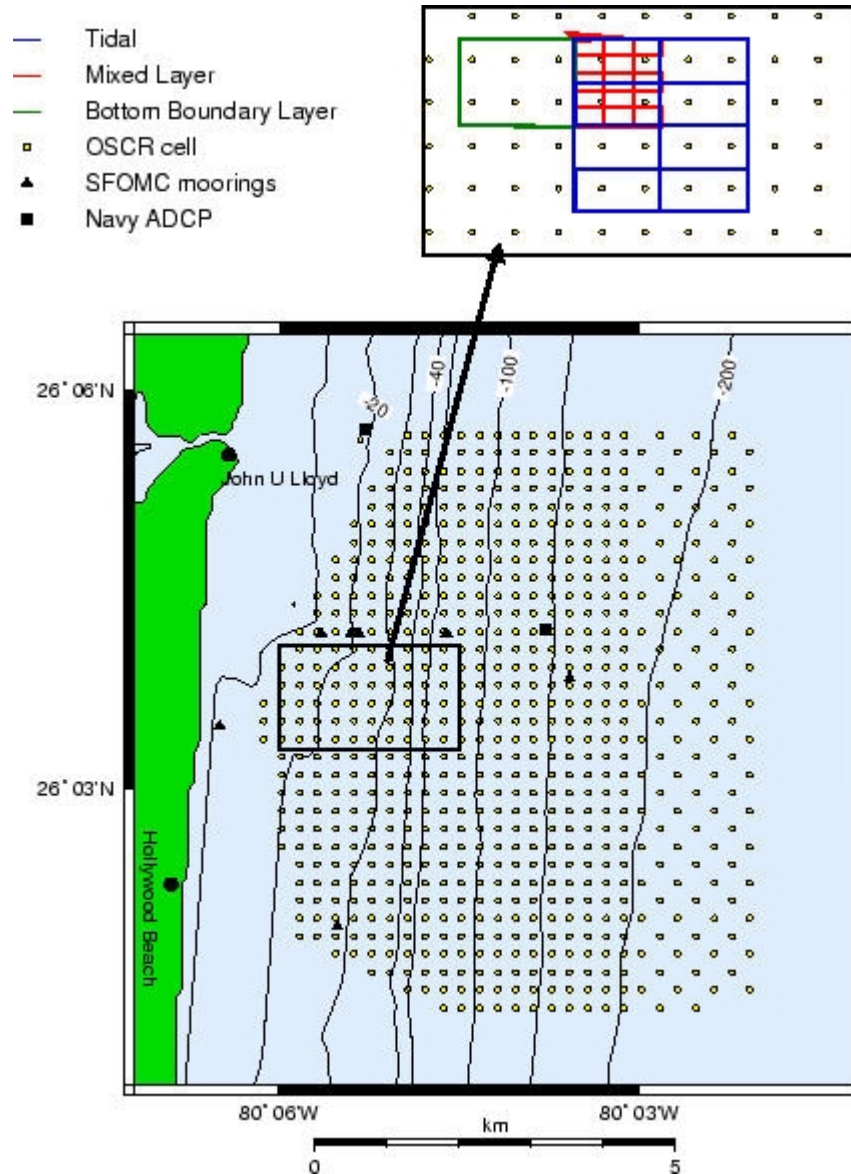 Tidal
Mixed Layer
Bottom Boundary Layer
OSCR cell
SFOMC moorings
Navy ADCP
26° 06'N
-20
-40
-100
-200
John U Lloyd
26° 03'N
Hollywood Beach
80° 06'W
80° 03'W
km
0
5